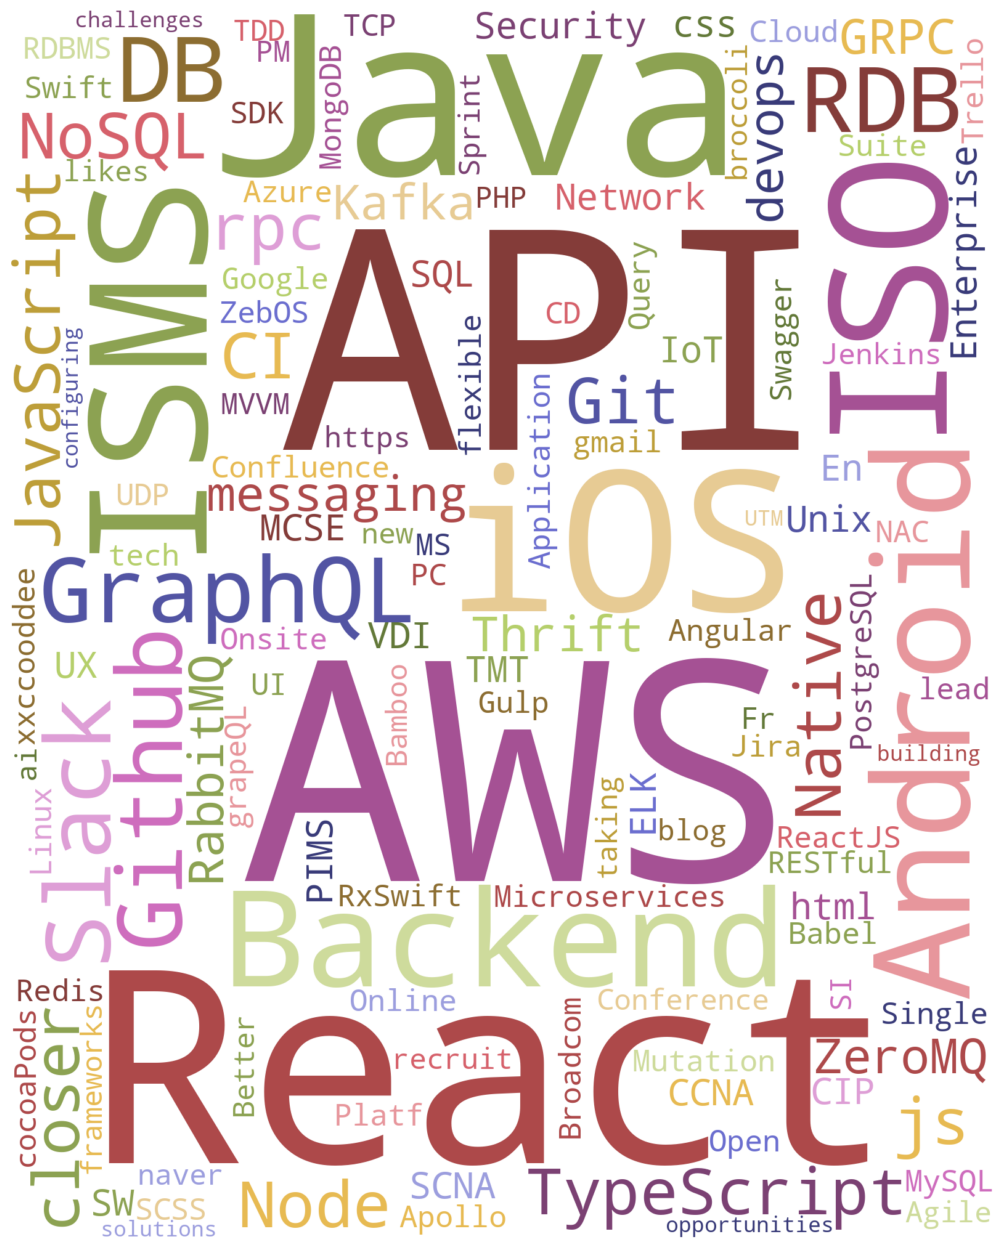 challenges
TDD
TCP
Security
css
Cloud
GRPC
RDBMS
DB
PM
Java
Swift
SDK
MongoDB
Sprint
broccoli
devops
RDB
Trello
NoSQL
likes
Suite
JavaScript
ISMS
Azure
Kafka
PHP
Network
ISO
Enterprise
rpc
API
Google
SQL
Query
ZebOS
CD
Swagger
CI
flexible
IoT
Jenkins
configuring
MVVM
Application
Git
https
gmail
Confluence
En
Android
UDP
messaging
iOS
MCSE
new
MS
UTM
Unix
NAC
tech
PC
GraphQL
aixxccoodee
Onsite
VDI
Thrift
Angular
Native
PostgreSQL
UX
Github
RabbitMQ
UI
AWS
TMT
Gulp
lead
Slack
grapeQL
Bamboo
Fr
Jira
building
Linux
PIMS
taking
ELK
blog
ReactJS
RESTful
RxSwift
Microservices
html
Backend
Babel
Redis
Online
Conference
SI
Single
React
cocoaPods
closer
frameworks
Better
recruit
Broadcom
Mutation
ZeroMQ
CCNA
CIP
Platf
js
Open
naver
SCNA
TypeScript
MySQL
SW
SCSS
Node
Apollo
Agile
solutions
opportunities